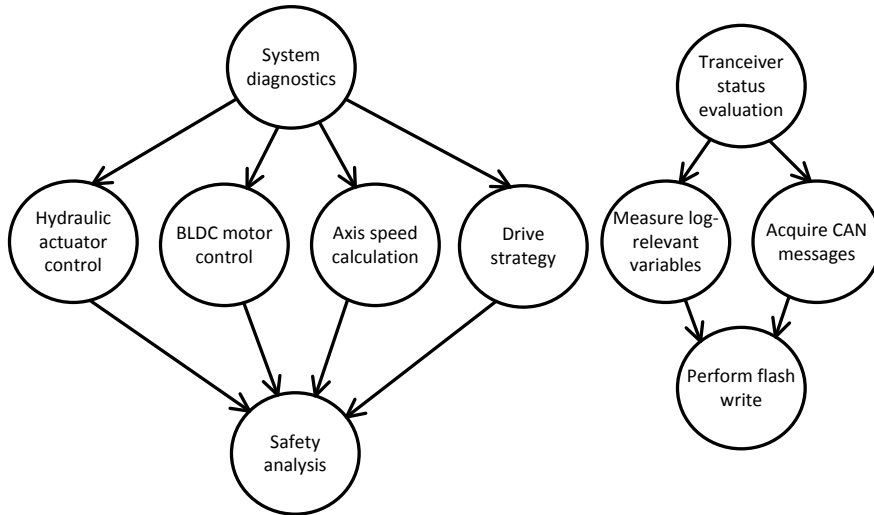 System
diagnostics
Hydraulic
actuator
control
BLDC motor
control
Axis speed
calculation
Drive
strategy
Safety
analysis
Tranceiver
status
evaluation
Measure log-
relevant
variables
Acquire CAN
messages
Perform flash
write